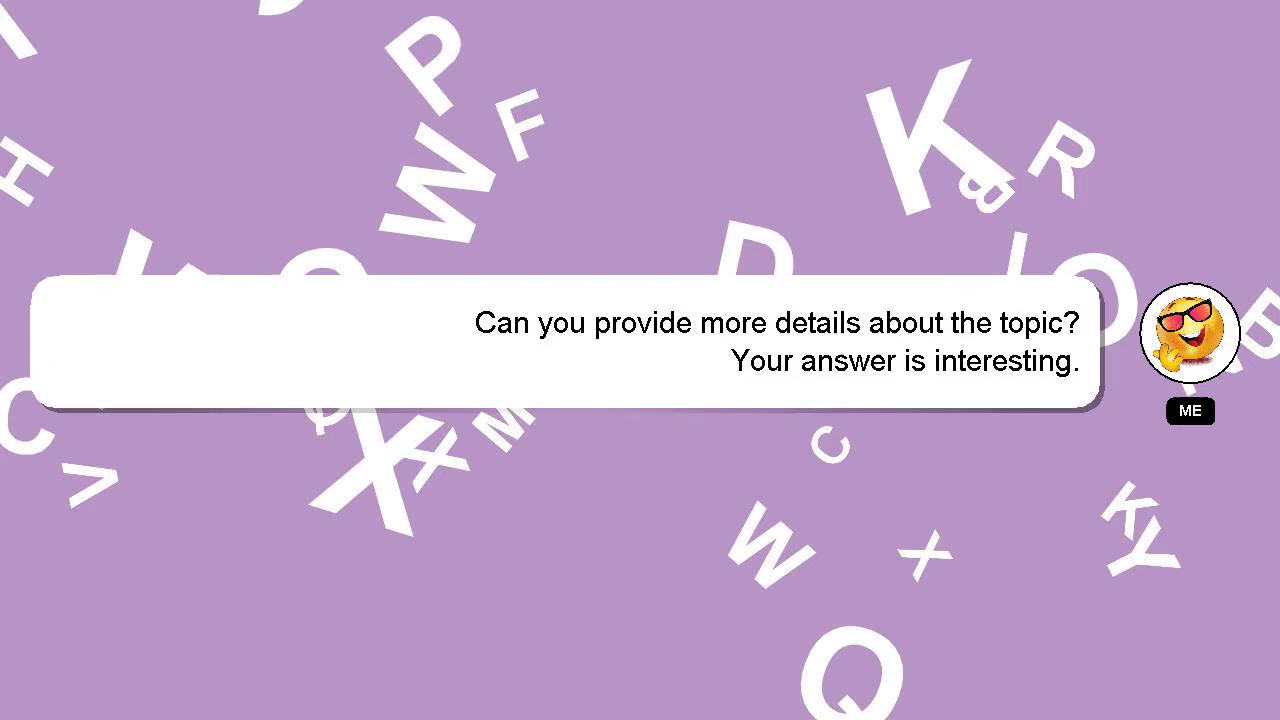 Can you provide more details about the topic?
Your answer is interesting.
ME